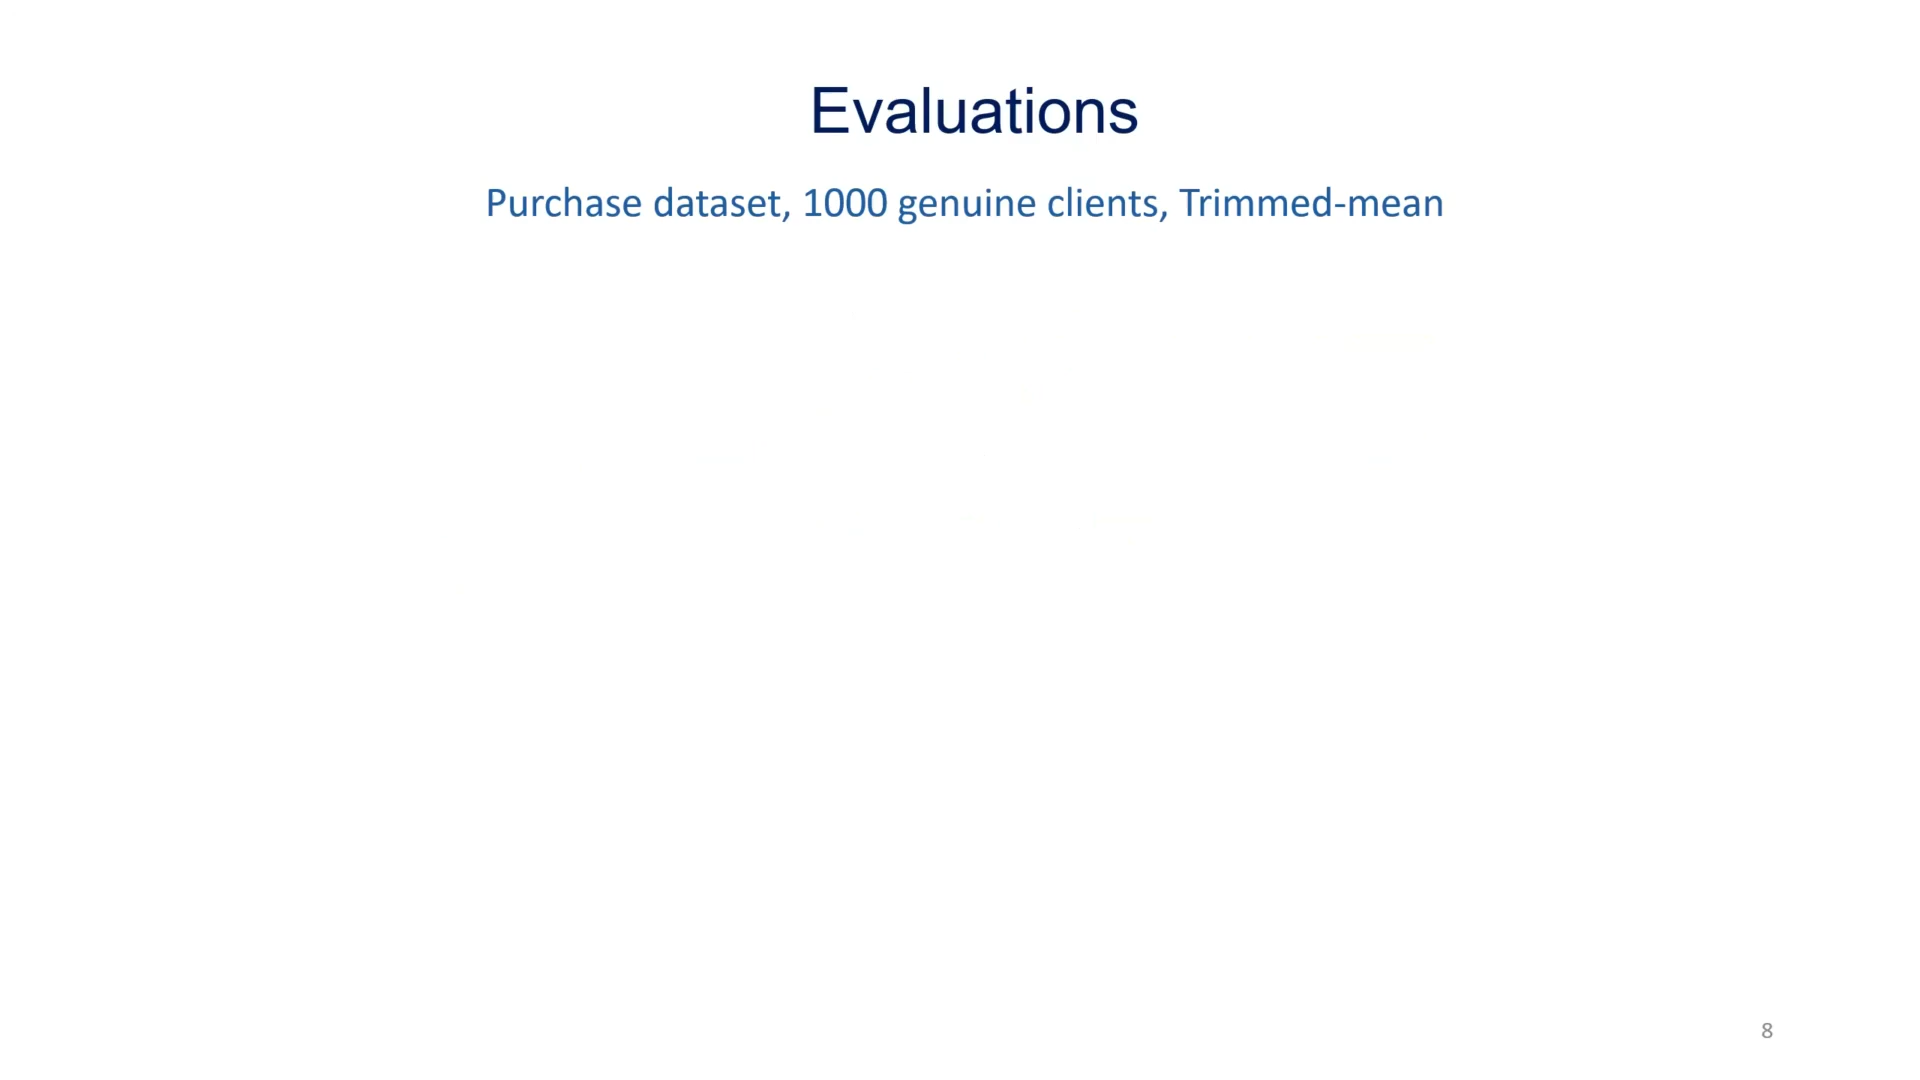 Evaluations
Purchase dataset, 1000 genuine clients, Trimmed-mean
8